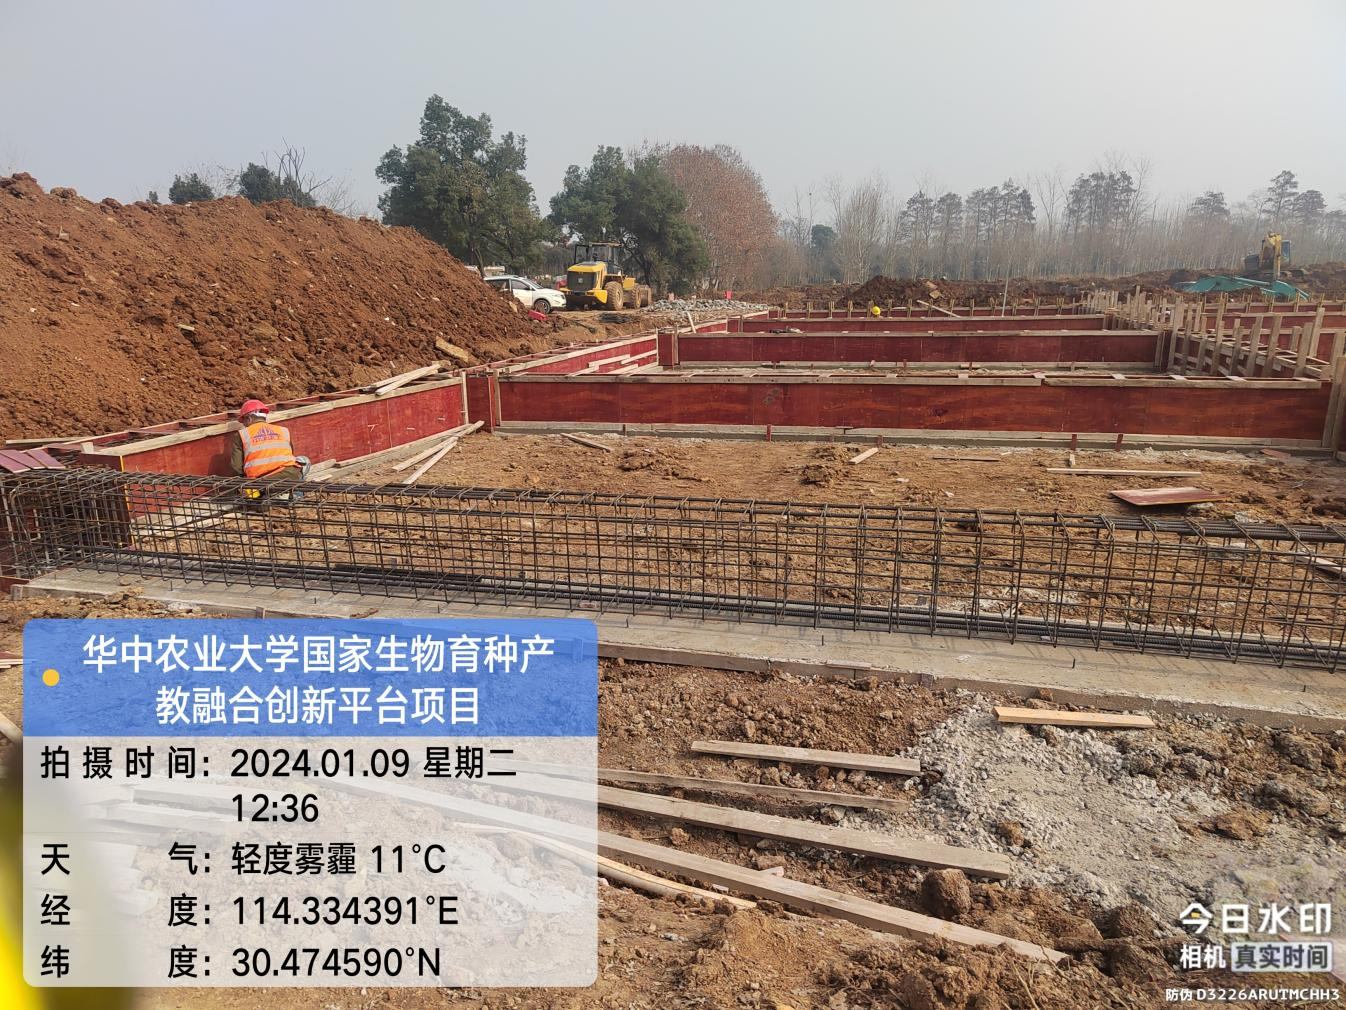 华中农业大学国家生物育种产
教融合创新平台项目
拍摄时间：2024.01.09 星期二
12:36
天气：轻度雾霾 11°C
经度：114.334391°E
纬度：30.474590°N
今日水印
相机 真实时间
防伪 D3226ARUTMCHH3